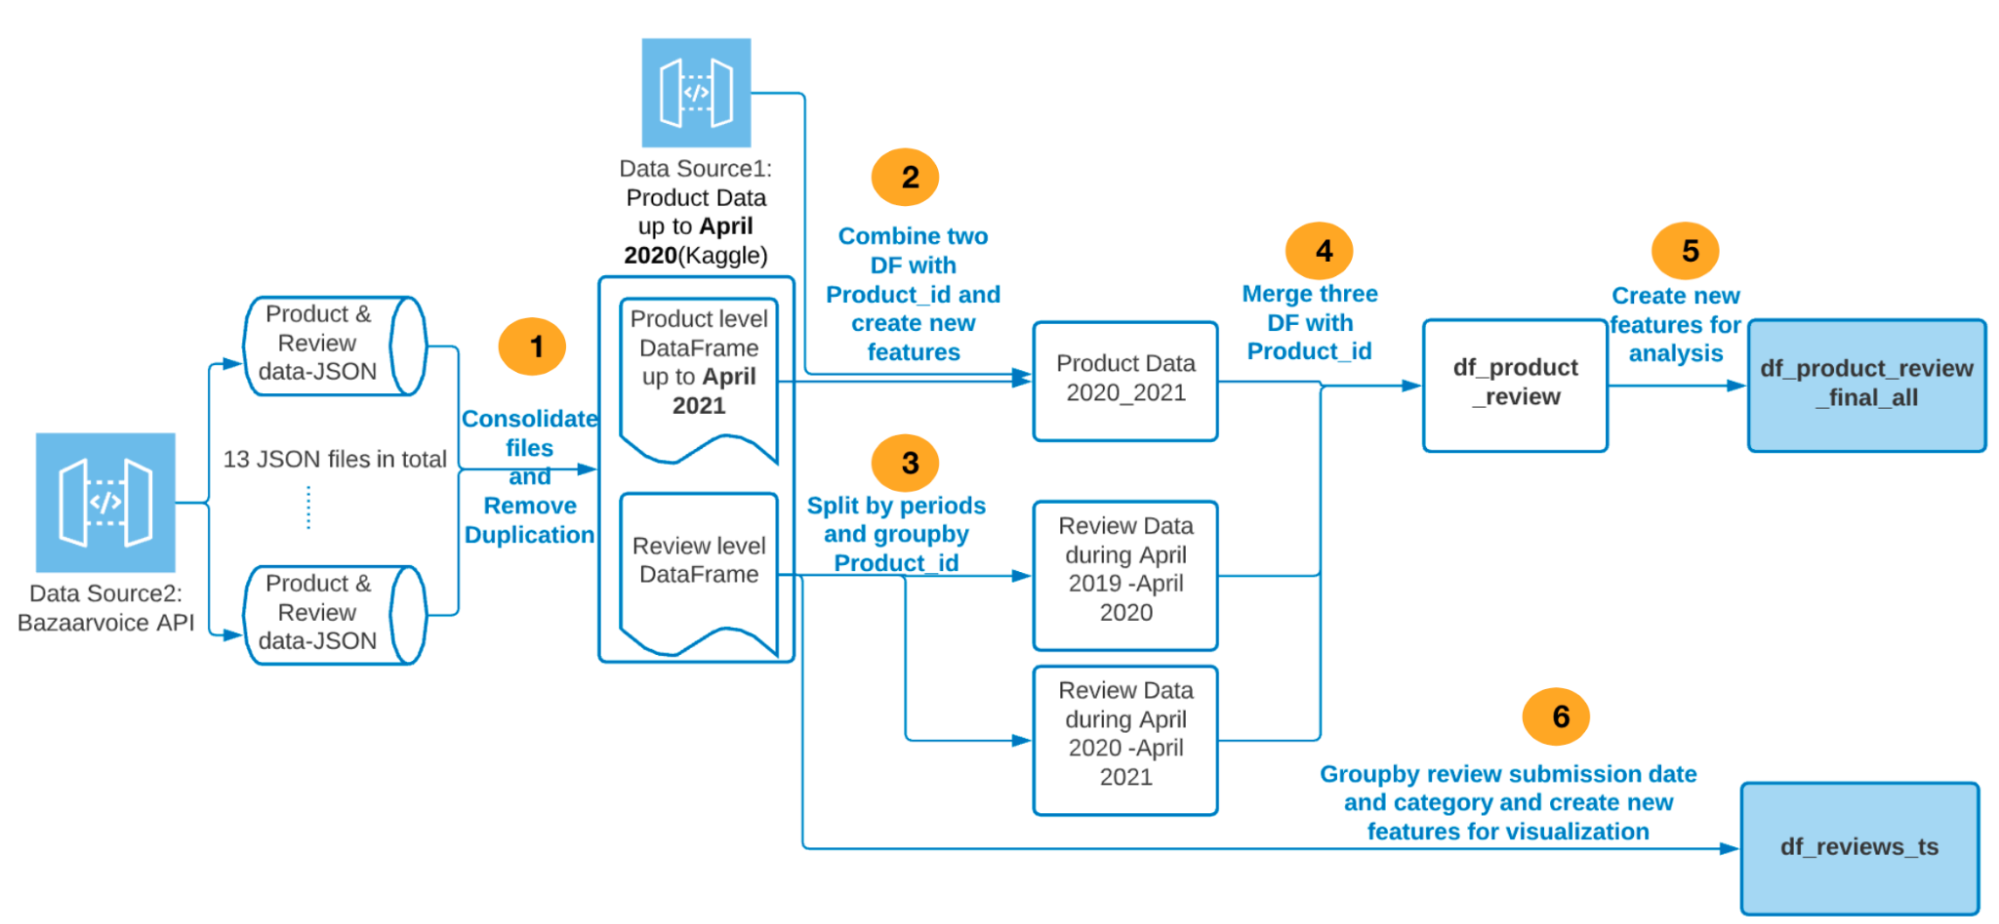 Data Source1:
Product Data
up to April
2020(Kaggle)
Product &
Review
data-JSON
13 JSON files in total
Product &
Review
data-JSON
Data Source2:
Bazaarvoice API
1
Consolidate
files
and
Remove
Duplication
Product level
DataFrame
up to April
2021
Review level
DataFrame
2
Combine two
DF with
Product_id and
create new
features
3
Split by periods
and groupby
Product_id
Product Data
2020_2021
Review Data
during April
2019 -April
2020
Review Data
during April
2020 -April
2021
4
Merge three
DF with
Product_id
df_product
_review
5
Create new
features for
analysis
df_product_review
_final_all
6
Groupby review submission date
and category and create new
features for visualization
df_reviews_ts